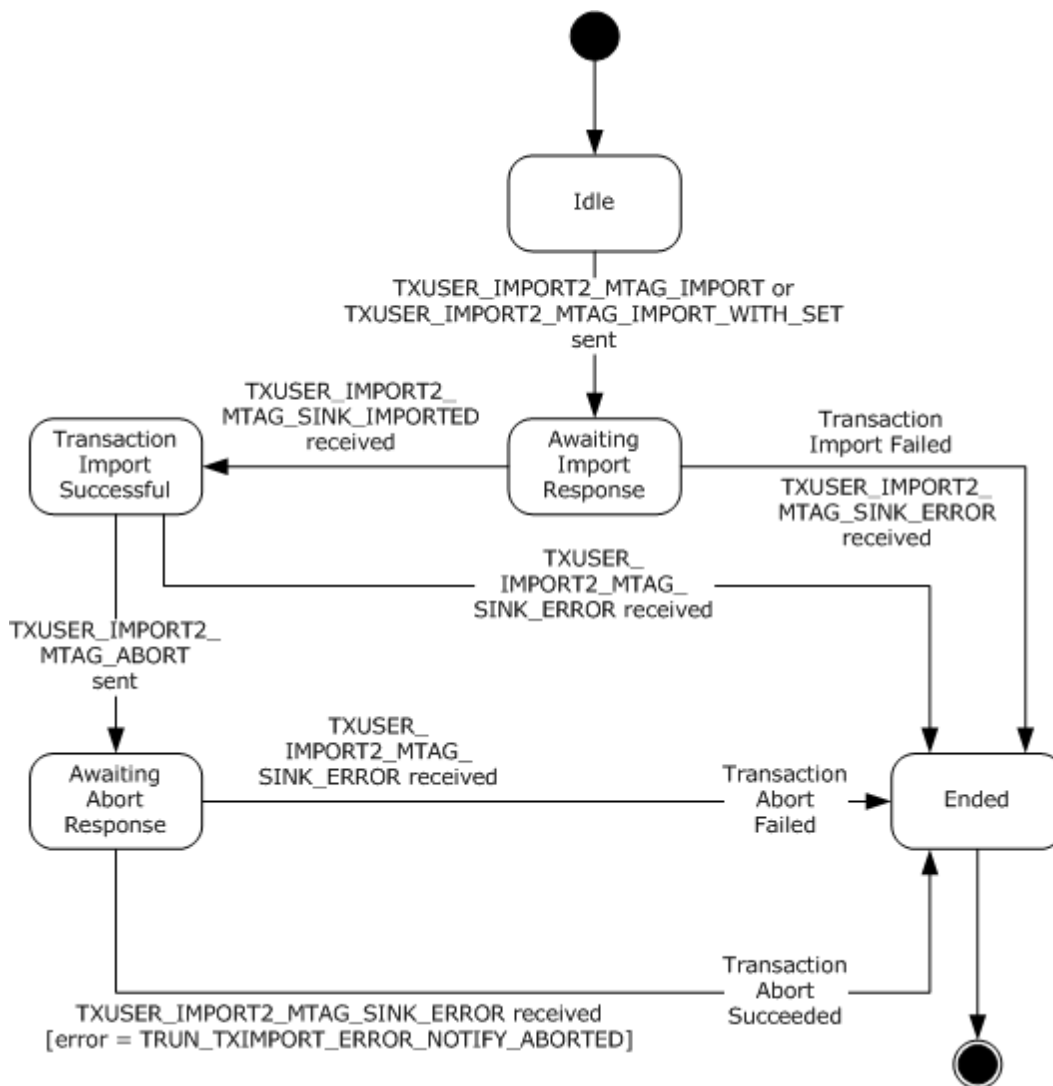 Idle
TXUSER_IMPORT2_MTAG_IMPORT or
TXUSER_IMPORT2_MTAG_IMPORT_WITH_SET
sent
TXUSER_IMPORT2_
MTAG_SINK_IMPORTED
received
Transaction
Import
Successful
Awaiting
Import
Response
Transaction
Import Failed
TXUSER_IMPORT2_
MTAG_SINK_ERROR
received
TXUSER_
IMPORT2_MTAG_
SINK_ERROR received
TXUSER_IMPORT2_
MTAG_ABORT
sent
TXUSER_
IMPORT2_MTAG_
SINK_ERROR received
Awaiting
Abort
Response
Transaction
Abort
Failed
Ended
Transaction
Abort
Succeeded
TXUSER_IMPORT2_MTAG_SINK_ERROR received
[error = TRUN_TXIMPORT_ERROR_NOTIFY_ABORTED]